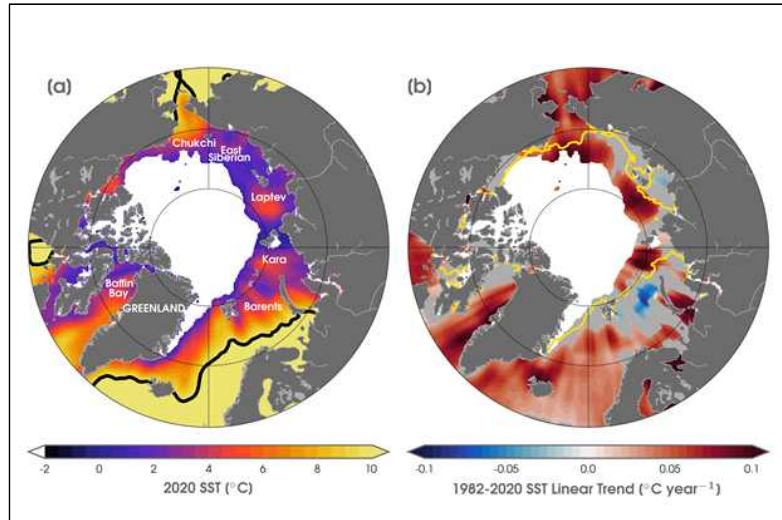 (a)
(b)
Chukchi
East
Siberian
Laptev
Kara
Baffin
Bay
GREENLAND
Barents
-2 0 2 4 6 8 10
2020 SST (°C)
-0.1 -0.05 0.0 0.05 0.1
1982-2020 SST Linear Trend (°C year⁻¹)